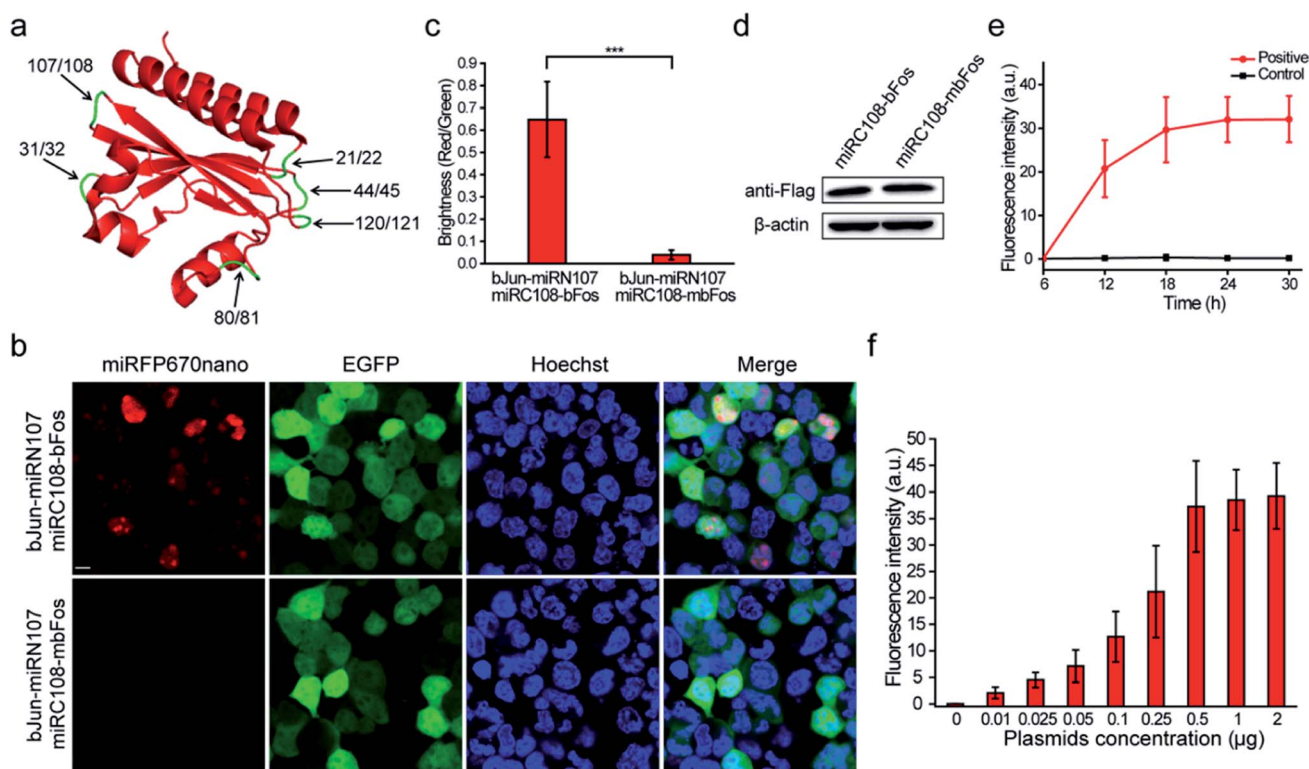 a
107/108
31/32
21/22
44/45
120/121
80/81
c
***
Brightness (Red/Green)
0.9
0.8
0.7
0.6
0.5
0.4
0.3
0.2
0.1
0.0
bJun-miRN107 bJun-miRN107
miRC108-bFos miRC108-mbFos
d
miRC108-bFos
miRC108-mbFos
anti-Flag
β-actin
e
Positive
Control
Fluorescence intensity (a.u.)
40
30
20
10
0
6 12 18 24 30
Time (h)
b
miRFP670nano EGFP Hoechst Merge
bJun-miRN107
miRC108-bFos
bJun-miRN107
miRC108-mbFos
f
Fluorescence intensity (a.u.)
50
45
40
35
30
25
20
15
10
5
0
0 0.01 0.025 0.05 0.1 0.25 0.5 1 2
Plasmids concentration (μg)